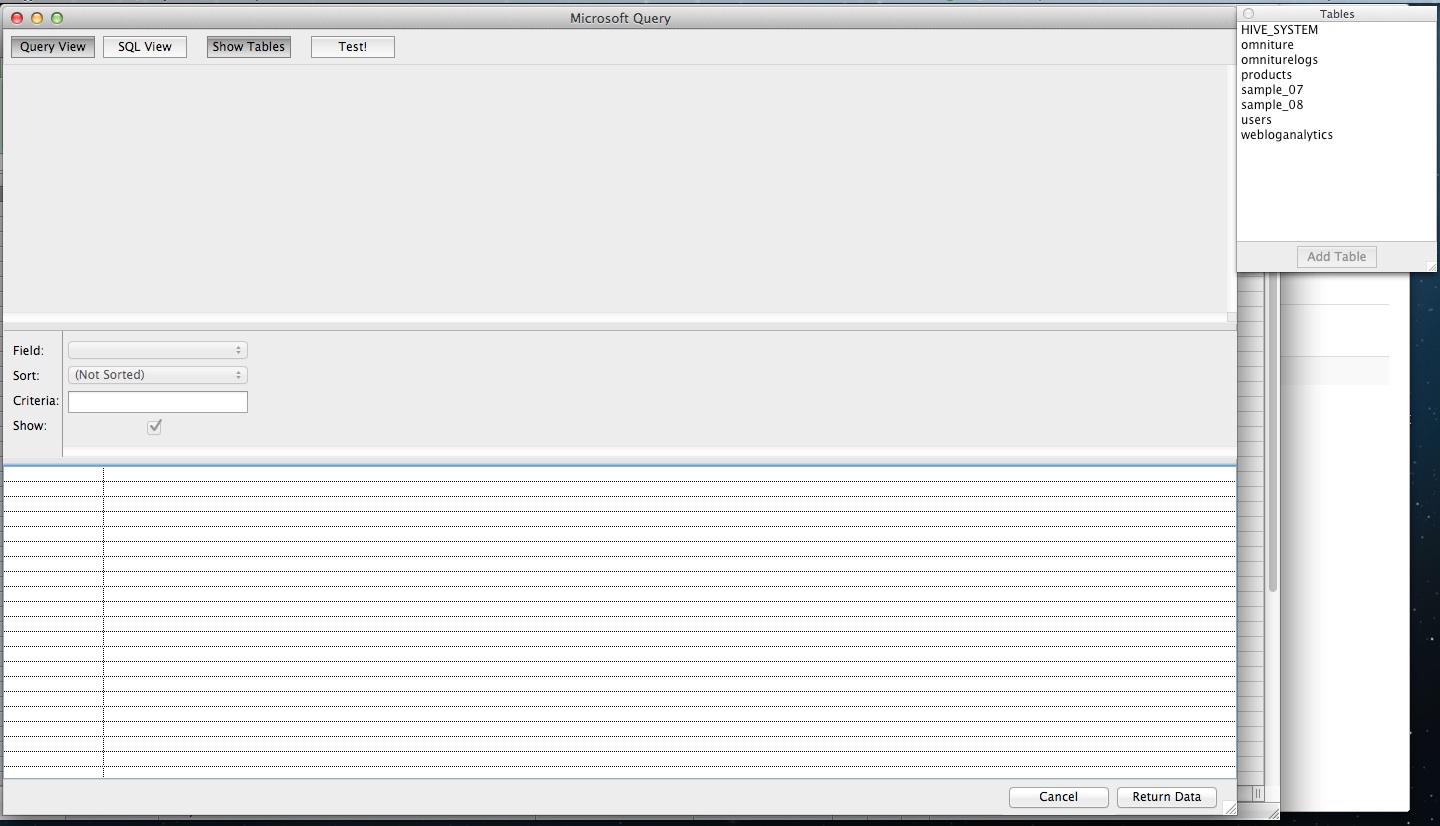 Microsoft Query
Query View
SQL View
Show Tables
Test!
Tables
HIVE_SYSTEM
omniture
omniturelogs
products
sample_07
sample_08
users
webloganalytics
Add Table
Field:
Sort:
(Not Sorted)
Criteria:
Show:
Cancel
Return Data